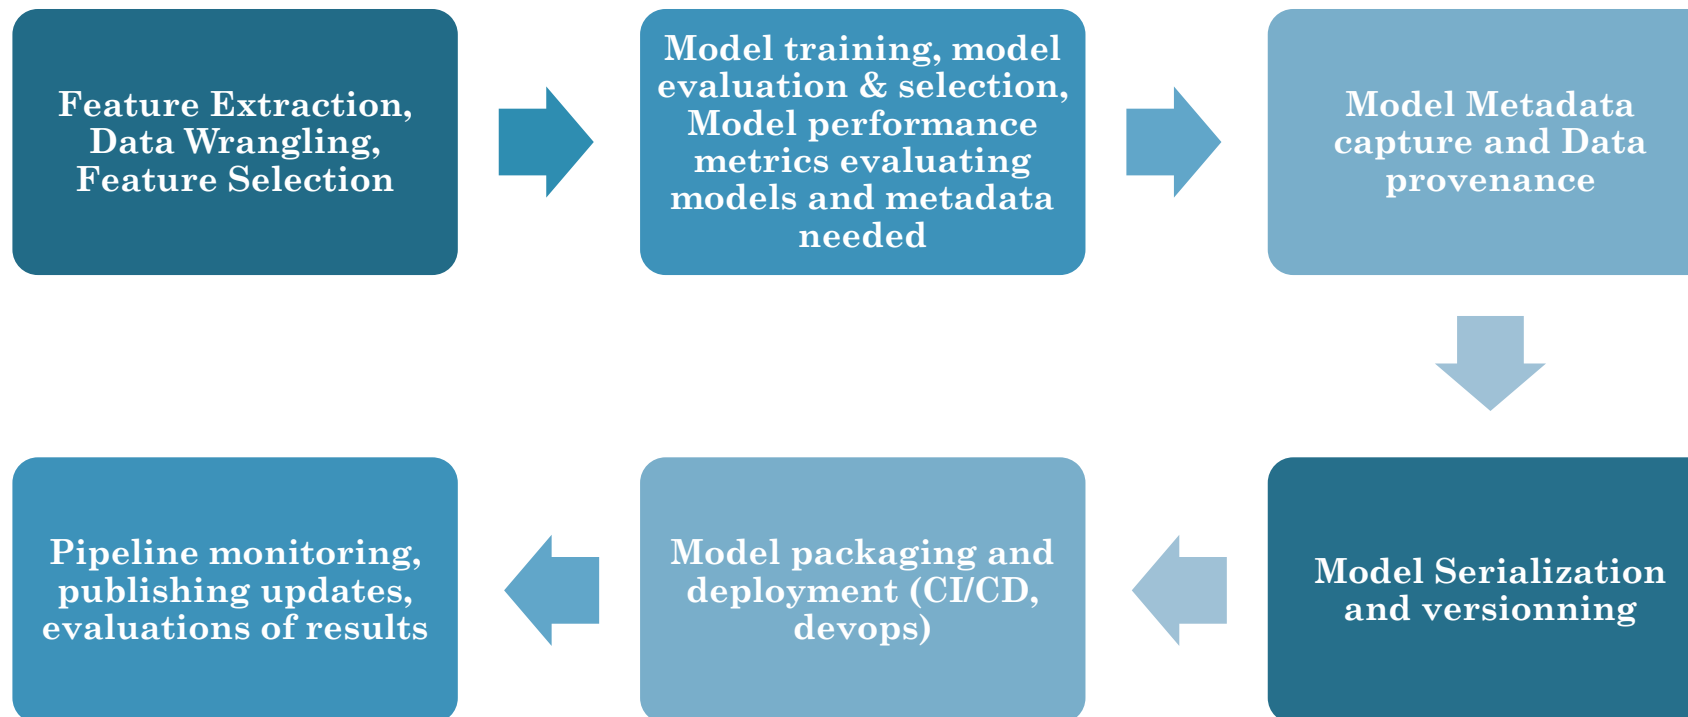 Feature Extraction,
Data Wrangling,
Feature Selection
Model training, model
evaluation & selection,
Model performance
metrics evaluating
models and metadata
needed
Model Metadata
capture and Data
provenance
Model Serialization
and versionning
Model packaging and
deployment (CI/CD,
devops)
Pipeline monitoring,
publishing updates,
evaluations of results